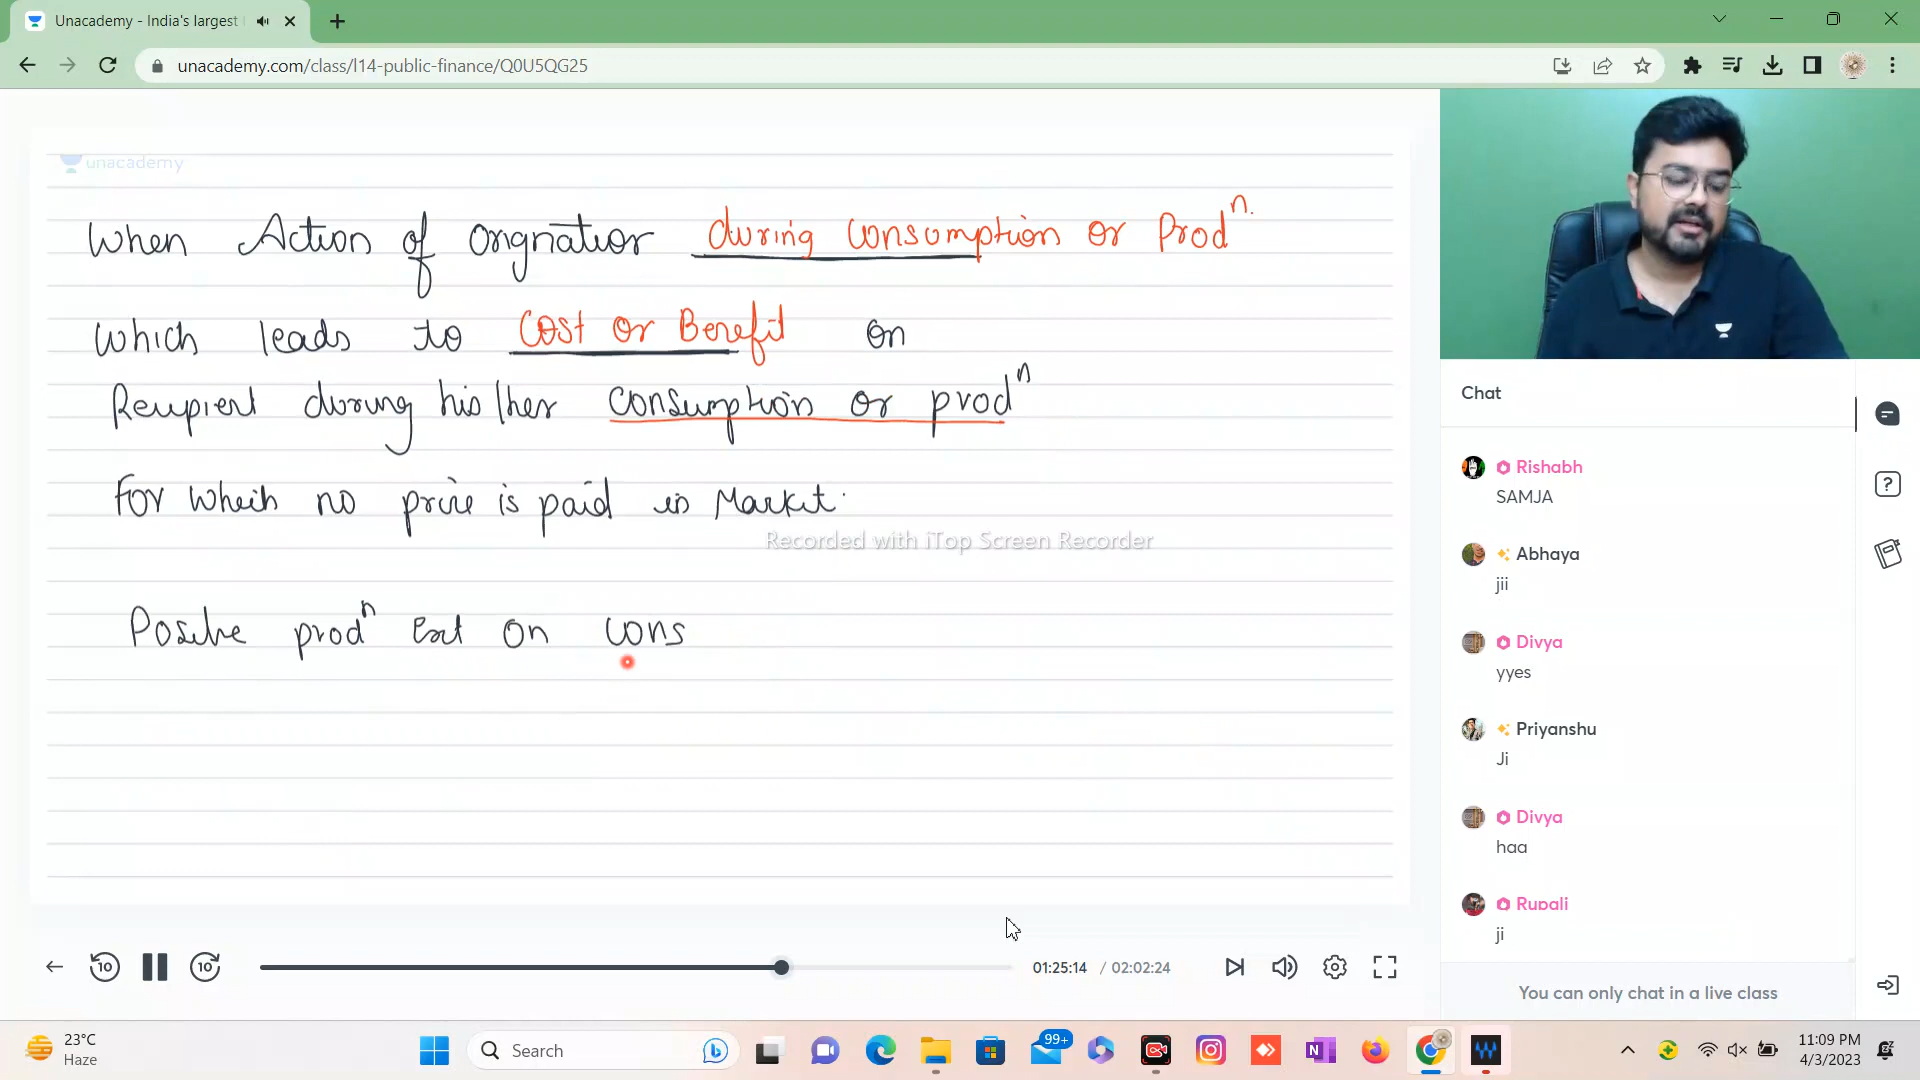 Unacademy - India's largest
unacademy.com/class/l14-public-finance/Q0U5QG25
unacademy
When Action of Orignatior during Consumption or Prodⁿ.
Which leads to Cost or Benefit on
Recipient during his/her Consumption or prodⁿ
For which no price is paid in Market.
Recorded with iTop Screen Recorder
Positive prodⁿ Ext on Cons
10
10
01:25:14 / 02:02:24
Chat
Rishabh
SAMJA
Abhaya
jii
Divya
yyes
Priyanshu
Ji
Divya
haa
Rupali
ji
You can only chat in a live class
23°C
Haze
Search
99+
11:09 PM
4/3/2023